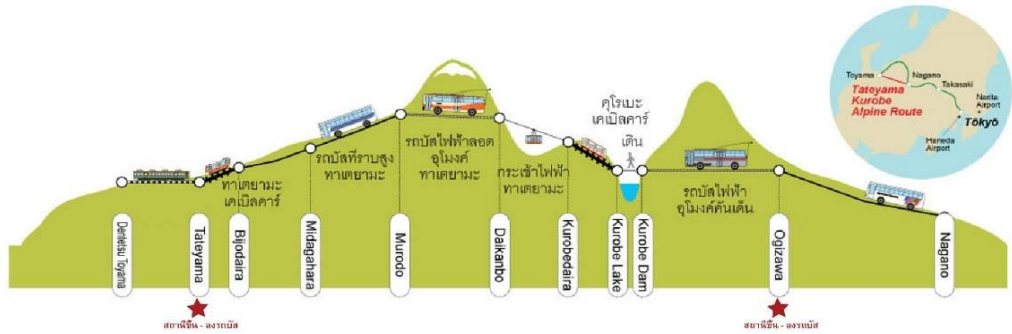 Toyama
Nagano
Takasaki
Tateyama
Kurobe
Alpine Route
Narita
Airport
Tōkyō
Haneda
Airport
คุโรเบะ
เคเบิลคาร์
เดิน
รถบัสไฟฟ้าลอด
อุโมงค์
ทาเตยามะ
รถบัสที่ราบสูง
ทาเตยามะ
ทาเตยามะ
เคเบิลคาร์
กระเช้าไฟฟ้า
ทาเตยามะ
รถบัสไฟฟ้า
อุโมงค์คันเด็น
Dentetsu Toyama
Tateyama
Bijodaira
Midagahara
Murodo
Daikanbo
Kurobedaira
Kurobe Lake
Kurobe Dam
Ogizawa
Nagano
สถานีขึ้น - ลงรถบัส
สถานีขึ้น - ลงรถบัส